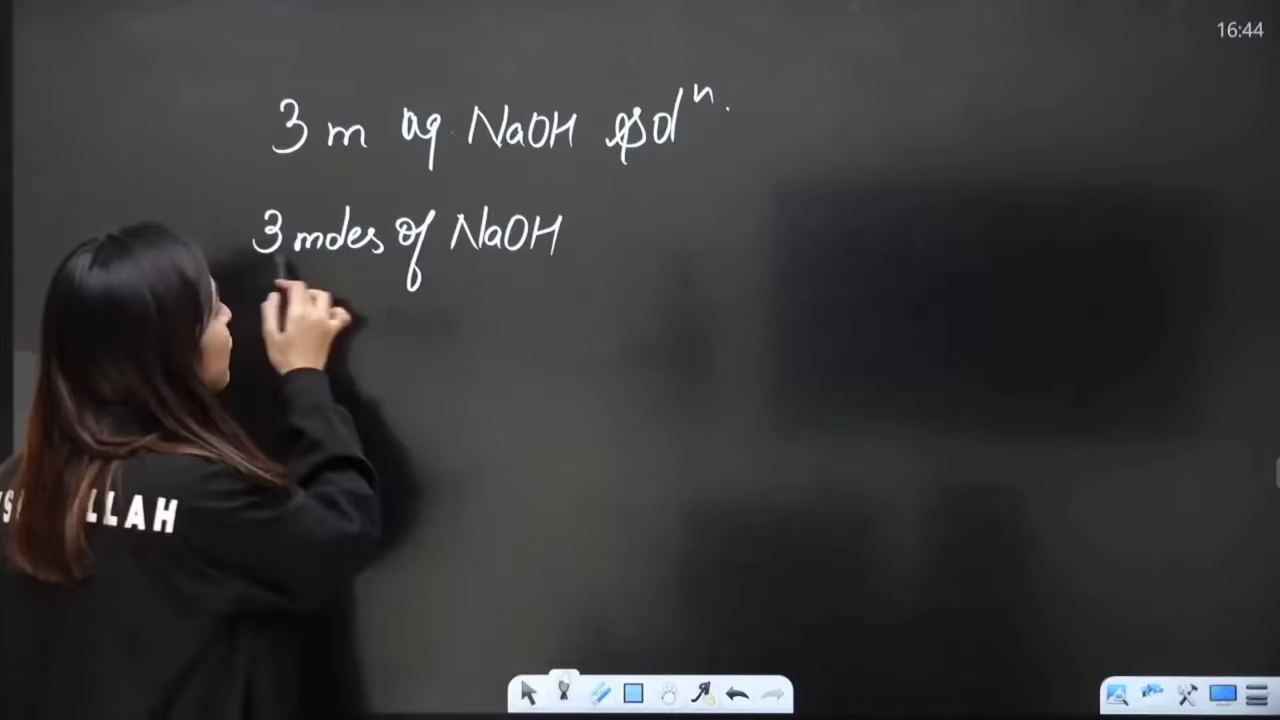 16:44
3 m aq. NaOH solⁿ.
3 moles of NaOH
LLAH